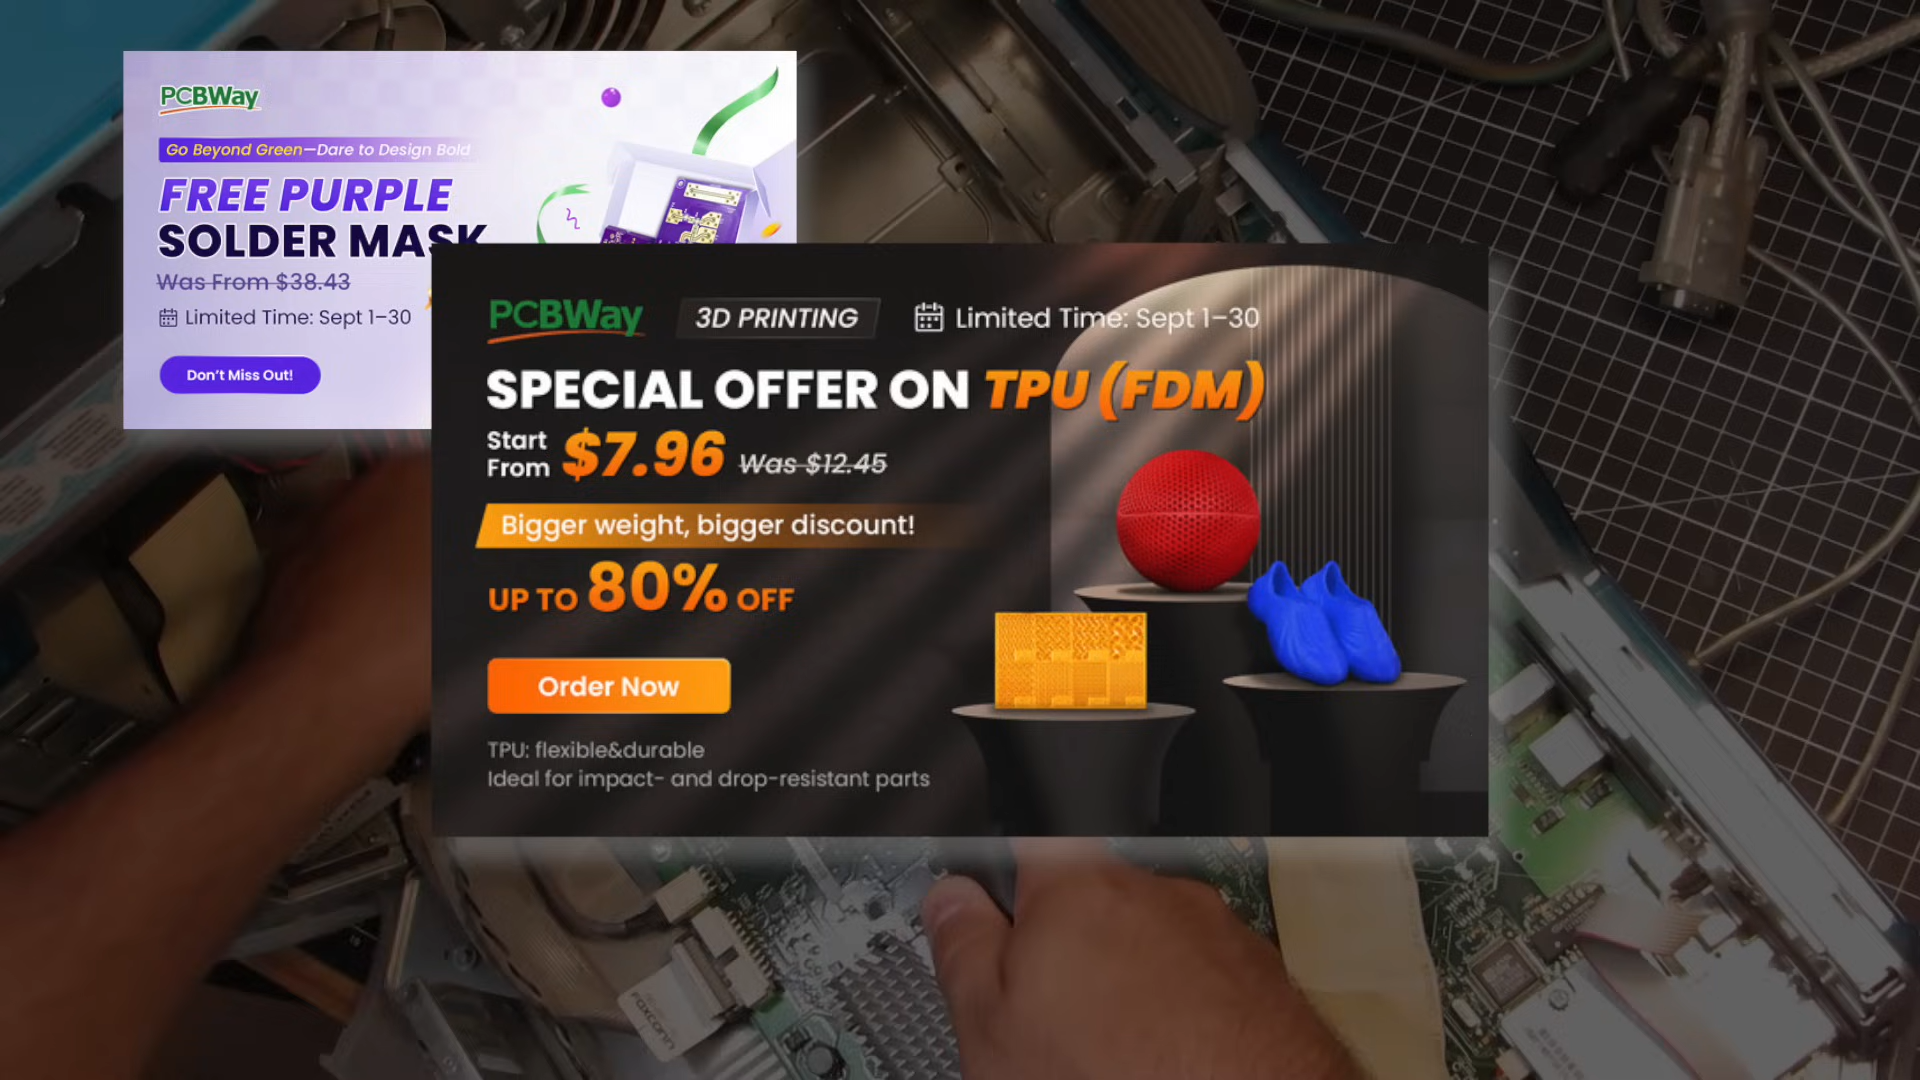 PCBWay
Go Beyond Green—Dare to Design Bold
FREE PURPLE
SOLDER MASK
Was From $38.43
Limited Time: Sept 1–30
Don't Miss Out!
PCBWay
3D PRINTING
Limited Time: Sept 1–30
SPECIAL OFFER ON TPU (FDM)
Start
From
$7.96
Was $12.45
Bigger weight, bigger discount!
UP TO 80% OFF
Order Now
TPU: flexible&durable
Ideal for impact- and drop-resistant parts
FOXCONN